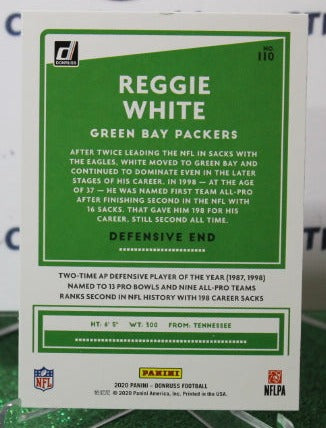 DONRUSS
NO.
110
REGGIE
WHITE
GREEN BAY PACKERS
AFTER TWICE LEADING THE NFL IN SACKS WITH
THE EAGLES, WHITE MOVED TO GREEN BAY AND
CONTINUED TO DOMINATE EVEN IN THE LATER
STAGES OF HIS CAREER. IN 1998 — AT THE AGE
OF 37 — HE WAS NAMED FIRST TEAM ALL-PRO
AFTER FINISHING SECOND IN THE NFL WITH
16 SACKS. THAT GAVE HIM 198 FOR HIS
CAREER, STILL SECOND ALL TIME.
DEFENSIVE END
TWO-TIME AP DEFENSIVE PLAYER OF THE YEAR (1987, 1998)
NAMED TO 13 PRO BOWLS AND NINE ALL-PRO TEAMS
RANKS SECOND IN NFL HISTORY WITH 198 CAREER SACKS
HT: 6' 5" WT: 300 FROM: TENNESSEE
NFL
PANINI
NFLPA
2020 PANINI - DONRUSS FOOTBALL
© 2020 Panini America, Inc. Printed in the USA.